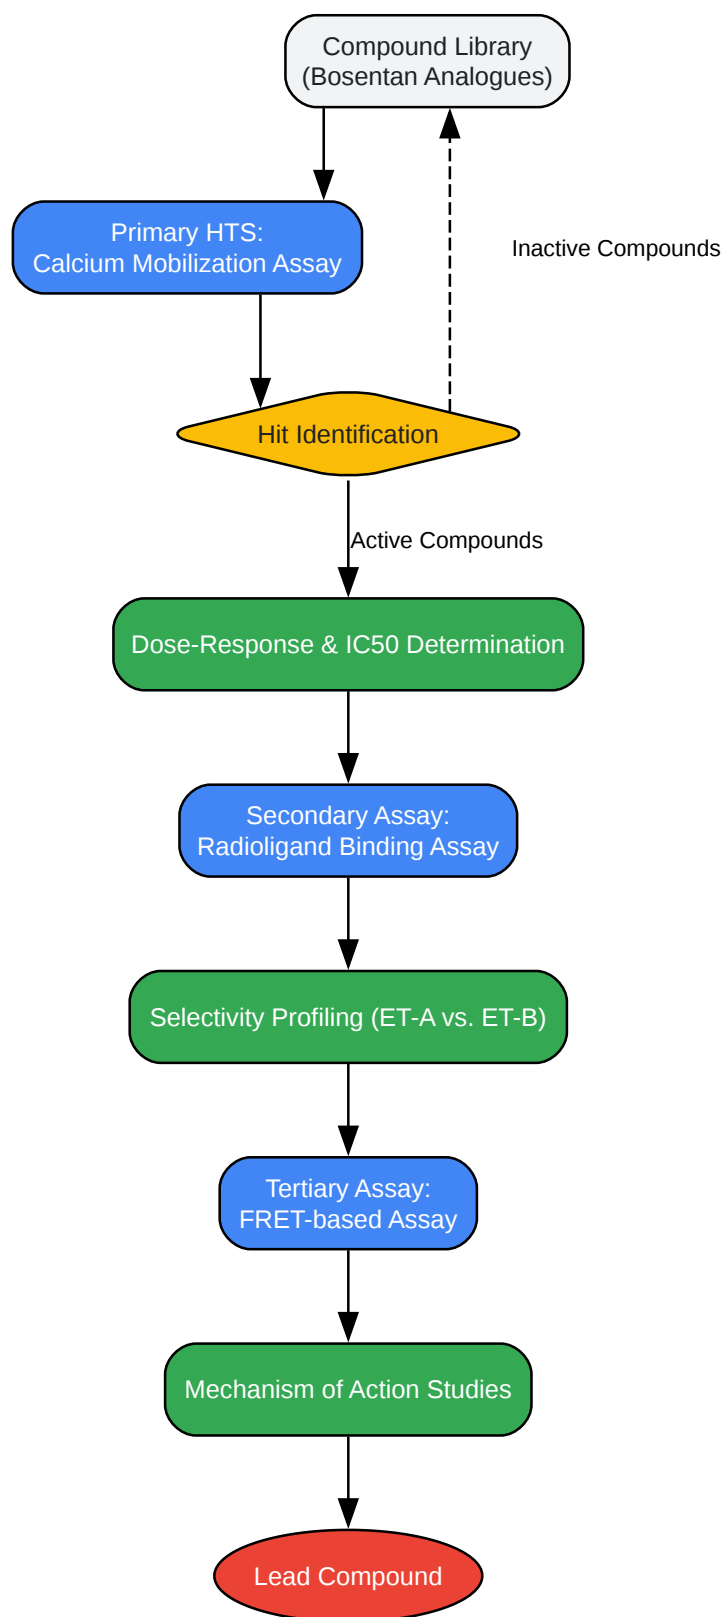 Compound Library
(Bosentan Analogues)
Primary HTS:
Calcium Mobilization Assay
Inactive Compounds
Hit Identification
Active Compounds
Dose-Response & IC50 Determination
Secondary Assay:
Radioligand Binding Assay
Selectivity Profiling (ET-A vs. ET-B)
Tertiary Assay:
FRET-based Assay
Mechanism of Action Studies
Lead Compound